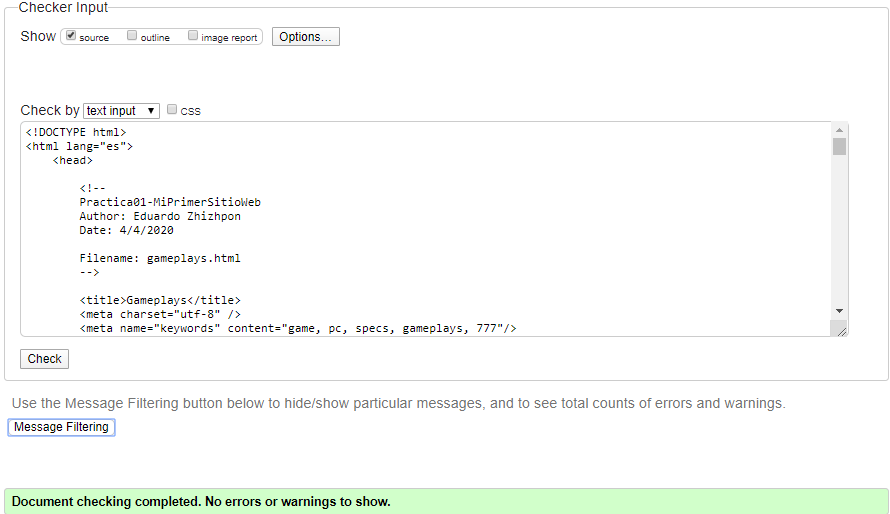 Checker Input
Show source outline image report Options...
Check by text input css
<!DOCTYPE html>
<html lang="es">
<head>
<!--
Practica01-MiPrimerSitioWeb
Author: Eduardo Zhizhpon
Date: 4/4/2020
Filename: gameplays.html
-->
<title>Gameplays</title>
<meta charset="utf-8" />
<meta name="keywords" content="game, pc, specs, gameplays, 777"/>
Check
Use the Message Filtering button below to hide/show particular messages, and to see total counts of errors and warnings.
Message Filtering
Document checking completed. No errors or warnings to show.